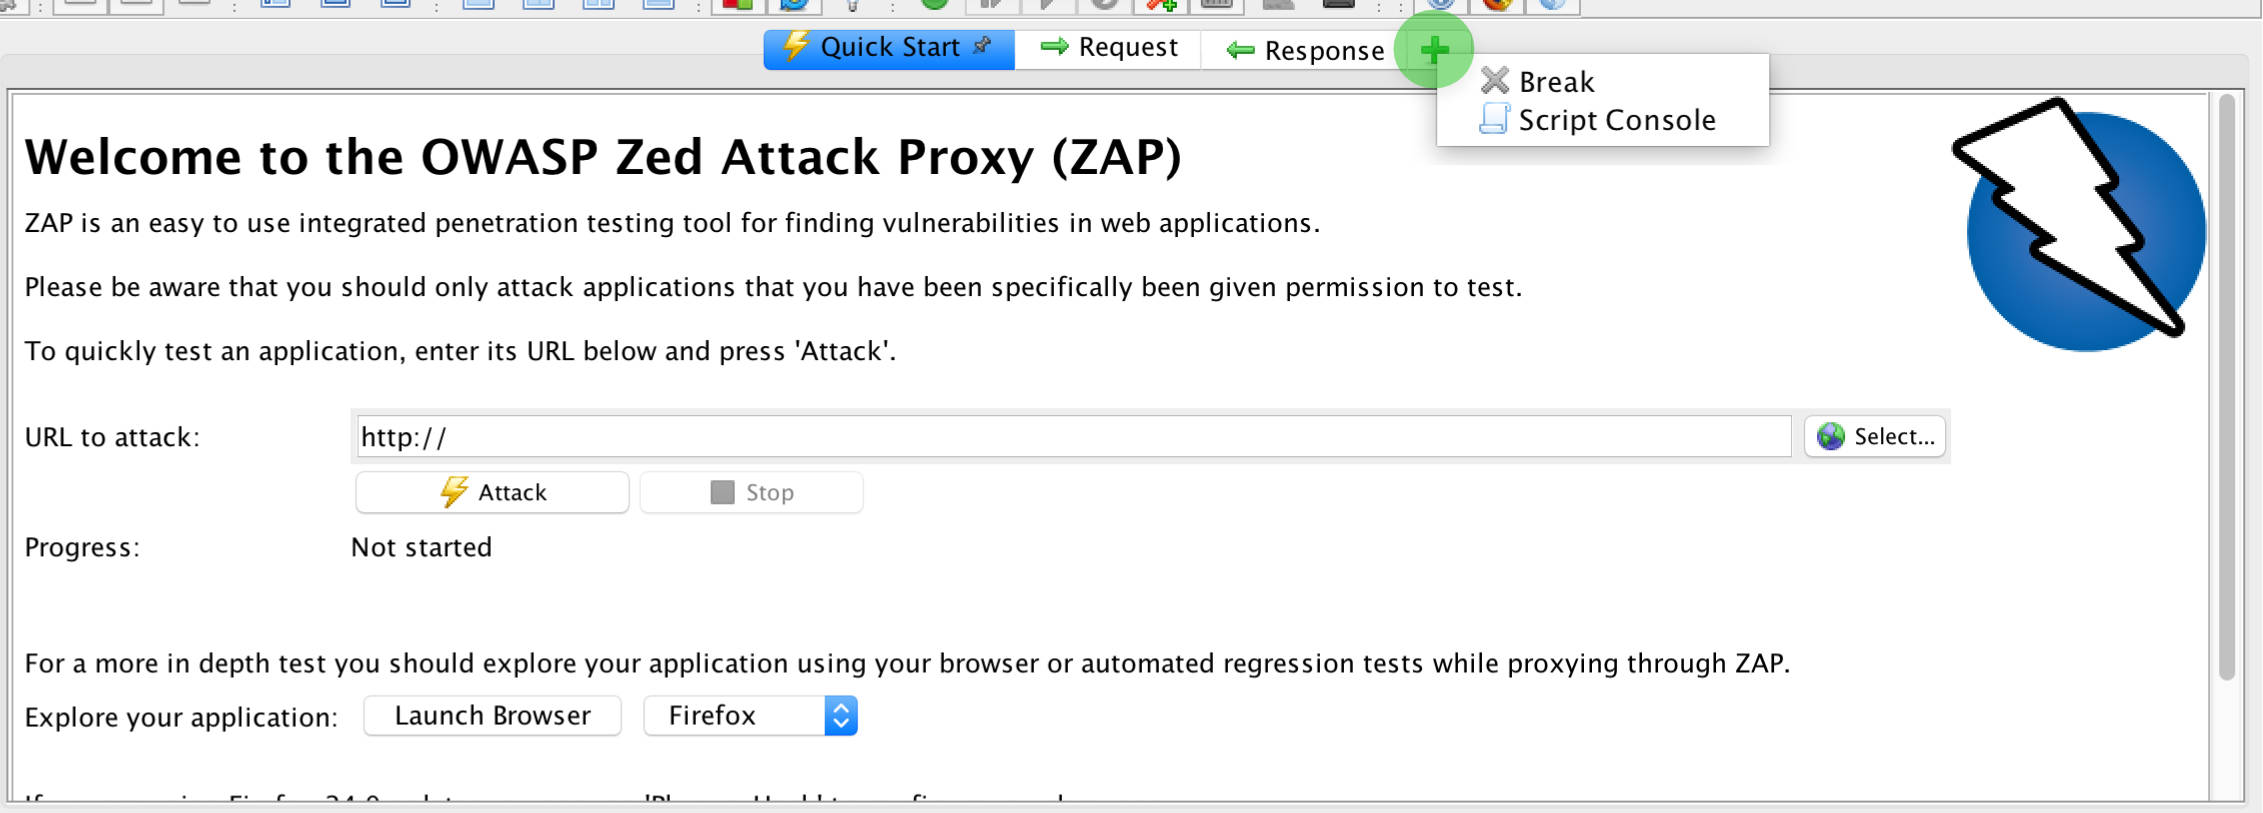 Quick Start
Request
Response
Break
Script Console
Welcome to the OWASP Zed Attack Proxy (ZAP)
ZAP is an easy to use integrated penetration testing tool for finding vulnerabilities in web applications.
Please be aware that you should only attack applications that you have been specifically been given permission to test.
To quickly test an application, enter its URL below and press 'Attack'.
URL to attack:
http://
Select...
Attack
Stop
Progress:
Not started
For a more in depth test you should explore your application using your browser or automated regression tests while proxying through ZAP.
Explore your application:
Launch Browser
Firefox